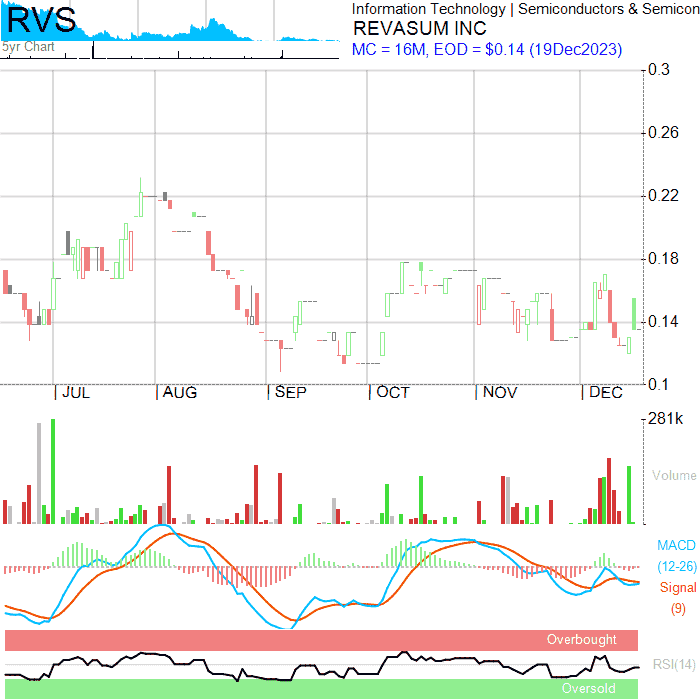 RVS
5yr Chart
Information Technology | Semiconductors & Semicon
REVASUM INC
MC = 16M, EOD = $0.14 (19Dec2023)
0.3
0.26
0.22
0.18
0.14
0.1
JUL AUG SEP OCT NOV DEC
281k
Volume
MACD
(12-26)
Signal
(9)
Overbought
RSI(14)
Oversold